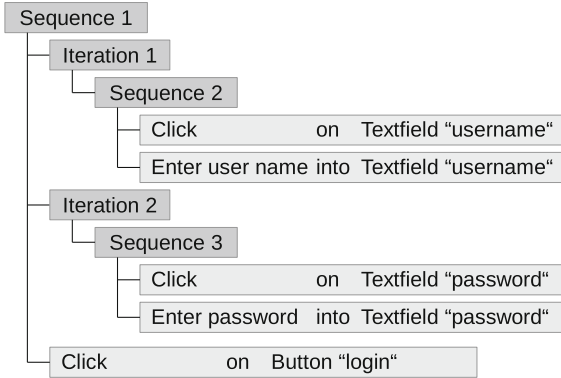 Sequence 1
Iteration 1
Sequence 2
Click on Textfield “username“
Enter user name into Textfield “username“
Iteration 2
Sequence 3
Click on Textfield “password“
Enter password into Textfield “password“
Click on Button “login“